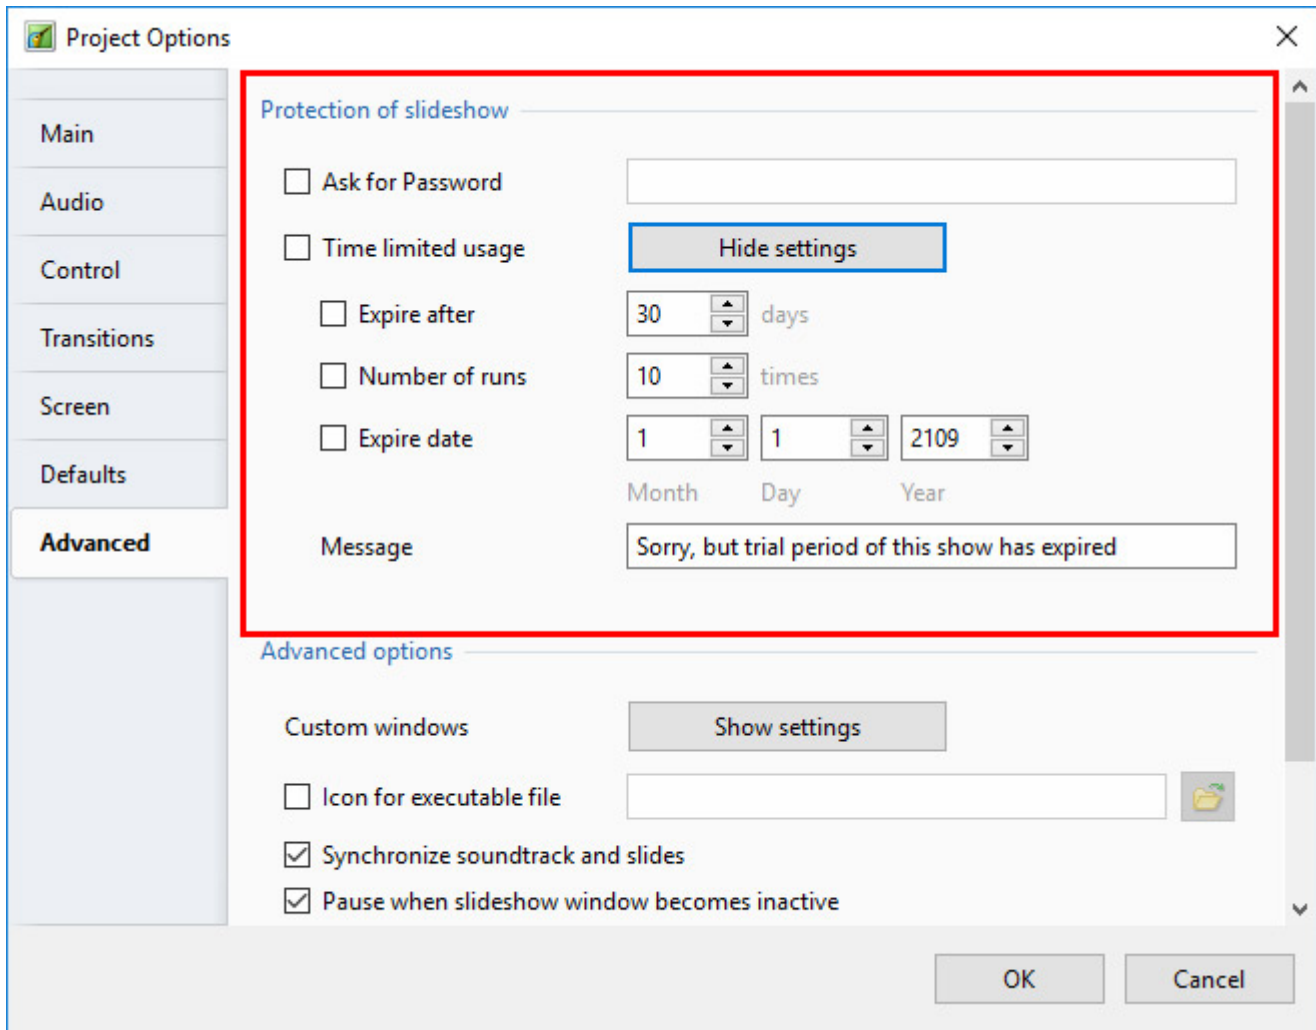 Project Options
Main
Audio
Control
Transitions
Screen
Defaults
Advanced
Protection of slideshow
Ask for Password
Time limited usage Hide settings
Expire after 30 days
Number of runs 10 times
Expire date 1 1 2109
Month Day Year
Message Sorry, but trial period of this show has expired
Advanced options
Custom windows Show settings
Icon for executable file
Synchronize soundtrack and slides
Pause when slideshow window becomes inactive
OK Cancel